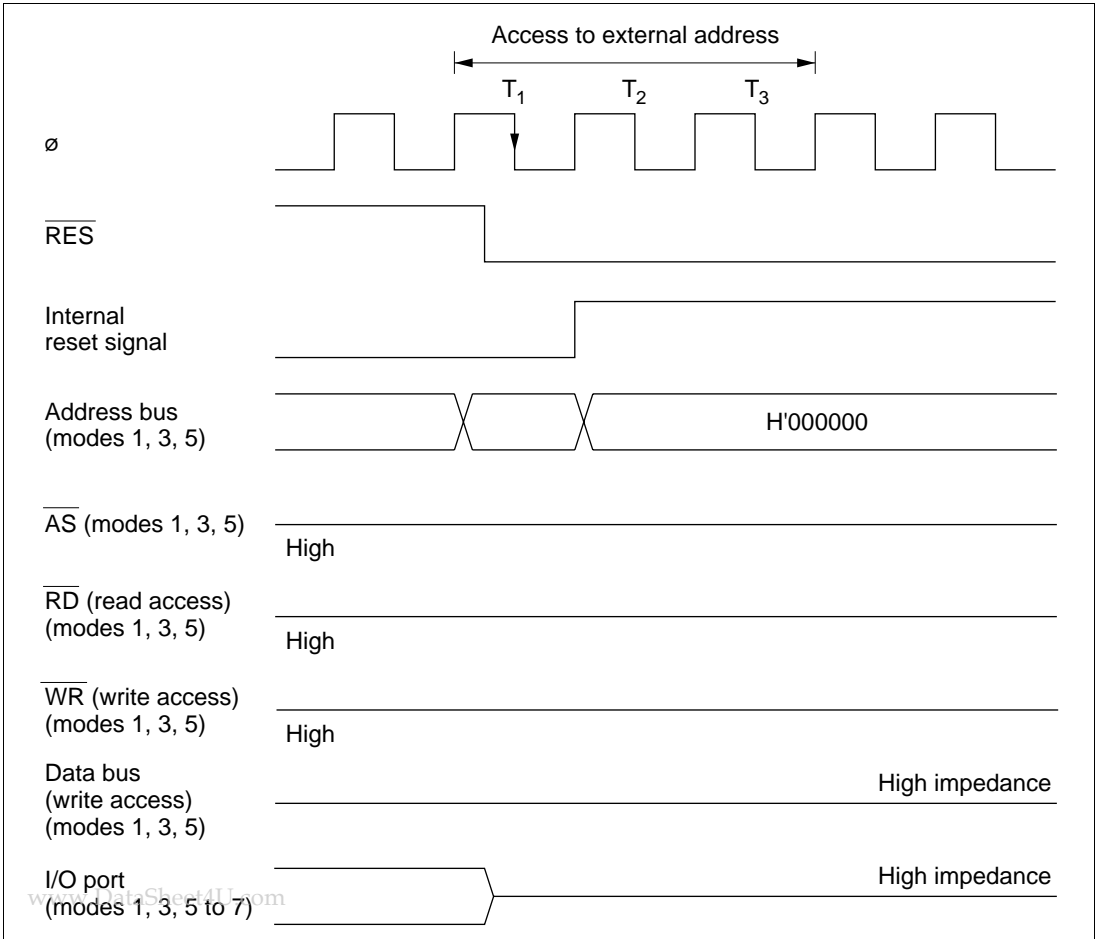 Access to external address
T1 T2 T3
ø
RES
Internal
reset signal
Address bus
(modes 1, 3, 5)
H'000000
AS (modes 1, 3, 5)
High
RD (read access)
(modes 1, 3, 5)
High
WR (write access)
(modes 1, 3, 5)
High
Data bus
(write access)
(modes 1, 3, 5)
High impedance
I/O port
(modes 1, 3, 5 to 7)
High impedance
www.DataSheet4U.com